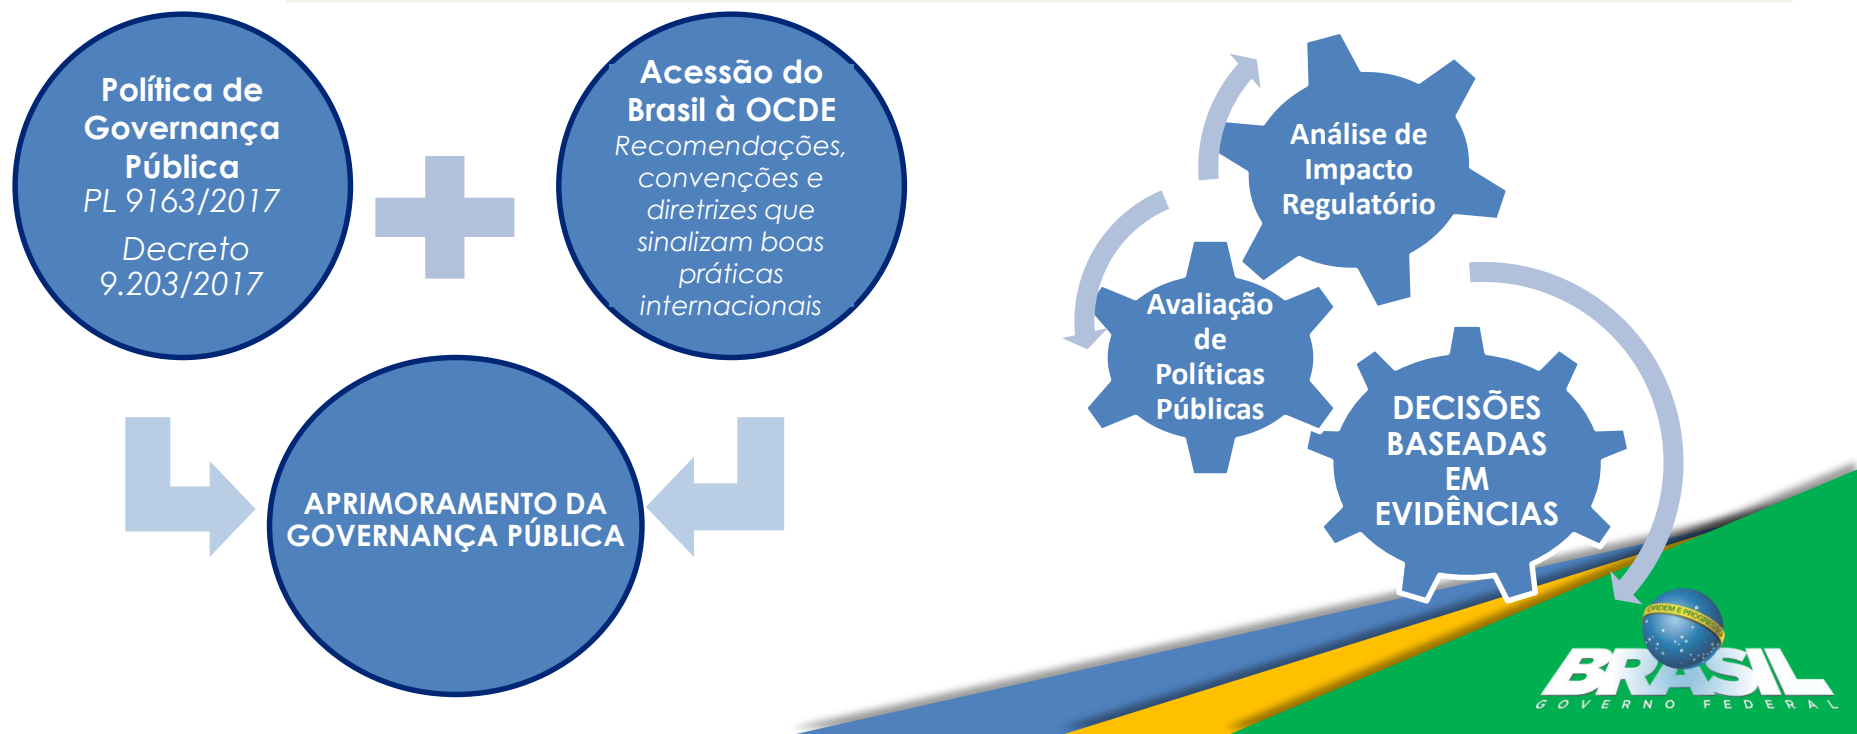 Política de
Governança
Pública
PL 9163/2017
Decreto
9.203/2017
Acessão do
Brasil à OCDE
Recomendações,
convenções e
diretrizes que
sinalizam boas
práticas
internacionais
APRIMORAMENTO DA
GOVERNANÇA PÚBLICA
Análise de
Impacto
Regulatório
Avaliação
de
Políticas
Públicas
DECISÕES
BASEADAS
EM
EVIDÊNCIAS
ORDEM E PROGRESSO
BRASIL
GOVERNO FEDERAL